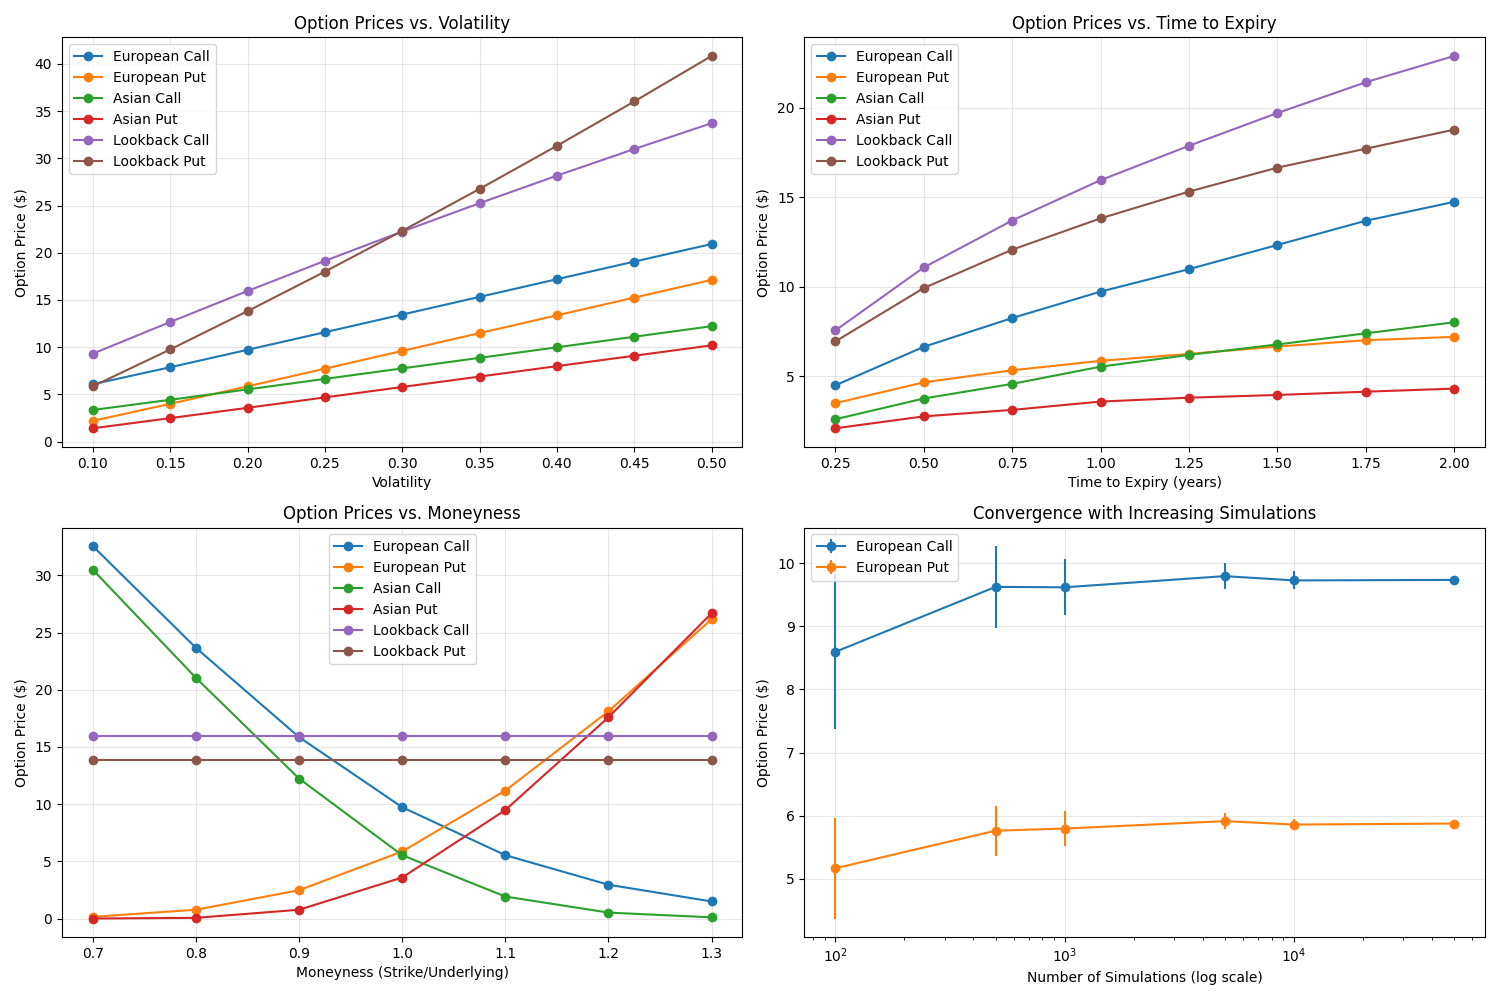 Option Prices vs. Volatility
Option Price ($)
40
35
30
25
20
15
10
5
0
European Call
European Put
Asian Call
Asian Put
Lookback Call
Lookback Put
0.10 0.15 0.20 0.25 0.30 0.35 0.40 0.45 0.50
Volatility
Option Prices vs. Time to Expiry
Option Price ($)
20
15
10
5
European Call
European Put
Asian Call
Asian Put
Lookback Call
Lookback Put
0.25 0.50 0.75 1.00 1.25 1.50 1.75 2.00
Time to Expiry (years)
Option Prices vs. Moneyness
Option Price ($)
30
25
20
15
10
5
0
European Call
European Put
Asian Call
Asian Put
Lookback Call
Lookback Put
0.7 0.8 0.9 1.0 1.1 1.2 1.3
Moneyness (Strike/Underlying)
Convergence with Increasing Simulations
Option Price ($)
10
9
8
7
6
5
European Call
European Put
10² 10³ 10⁴
Number of Simulations (log scale)